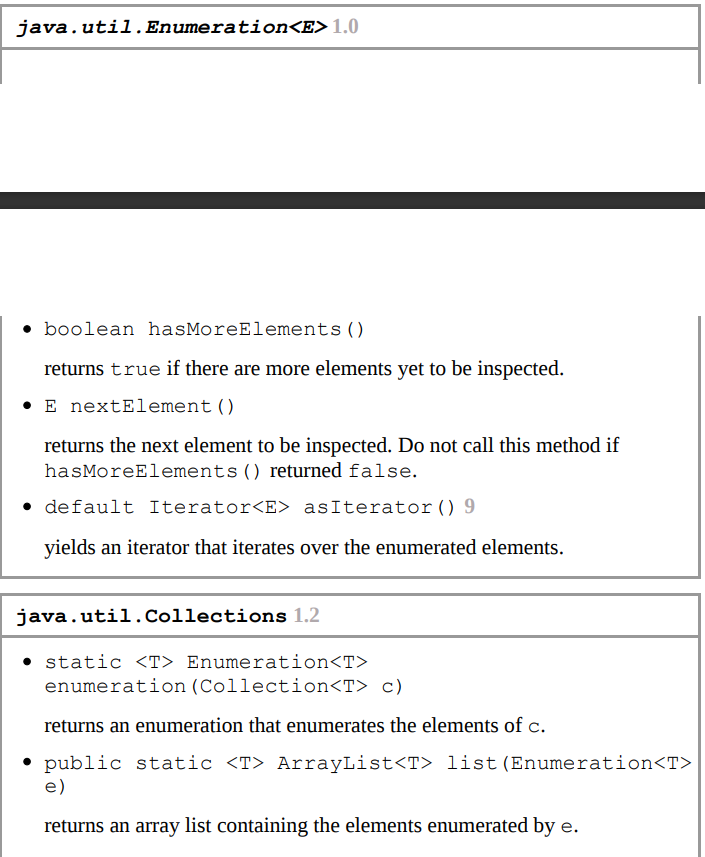 java.util.Enumeration<E> 1.0
• boolean hasMoreElements()
returns true if there are more elements yet to be inspected.
• E nextElement()
returns the next element to be inspected. Do not call this method if
hasMoreElements() returned false.
• default Iterator<E> asIterator() 9
yields an iterator that iterates over the enumerated elements.
java.util.Collections 1.2
• static <T> Enumeration<T>
enumeration(Collection<T> c)
returns an enumeration that enumerates the elements of c.
• public static <T> ArrayList<T> list(Enumeration<T>
e)
returns an array list containing the elements enumerated by e.